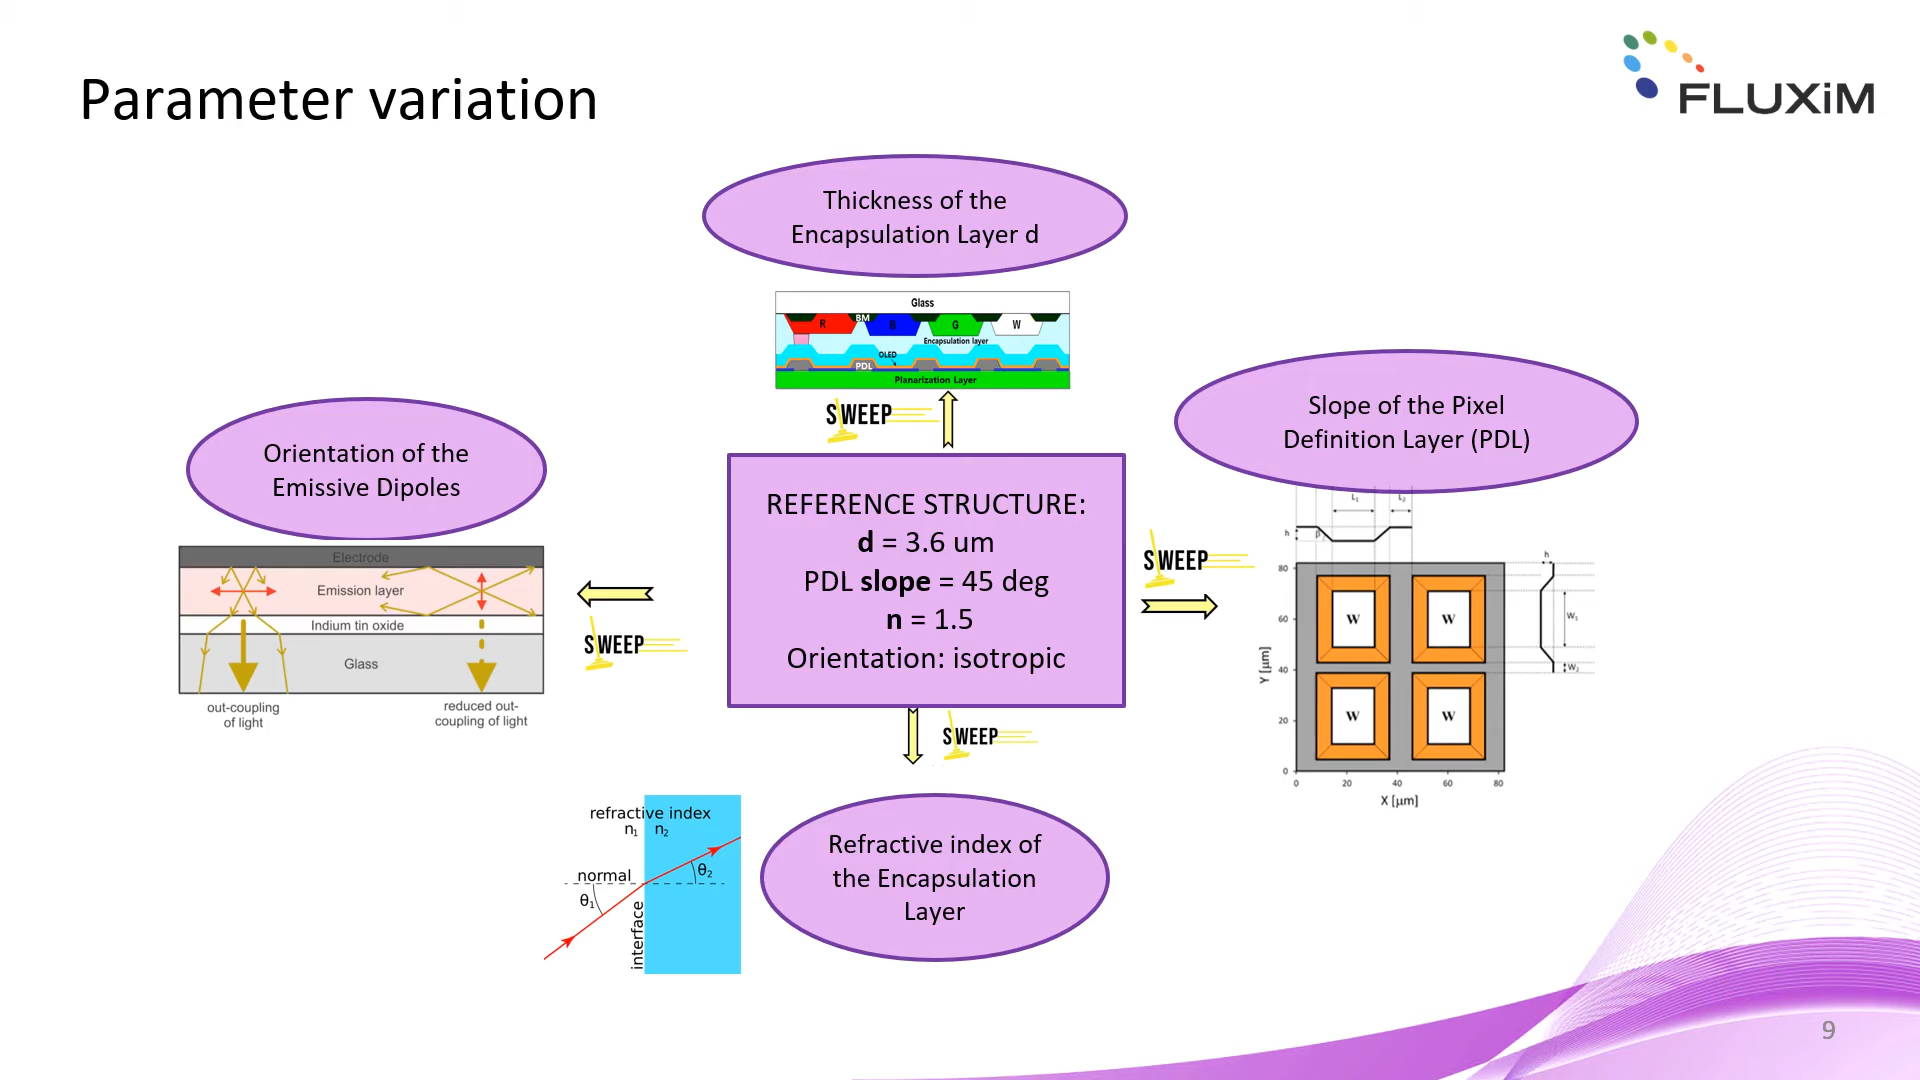 Parameter variation
FLUXiM
Thickness of the
Encapsulation Layer d
Glass
R
BM
B
G
W
Encapsulation layer
OLED
PDL
Planarization Layer
SWEEP
Orientation of the
Emissive Dipoles
Electrode
Emission layer
Indium tin oxide
Glass
out-coupling
of light
reduced out-
coupling of light
SWEEP
REFERENCE STRUCTURE:
d = 3.6 um
PDL slope = 45 deg
n = 1.5
Orientation: isotropic
SWEEP
Slope of the Pixel
Definition Layer (PDL)
L₁
L₂
h
β
h
W₁
W₂
80
60
40
20
0
Y [µm]
W
W
W
W
0
20
40
60
80
X [µm]
SWEEP
refractive index
n₁ n₂
normal
θ₂
θ₁
interface
Refractive index of
the Encapsulation
Layer
9